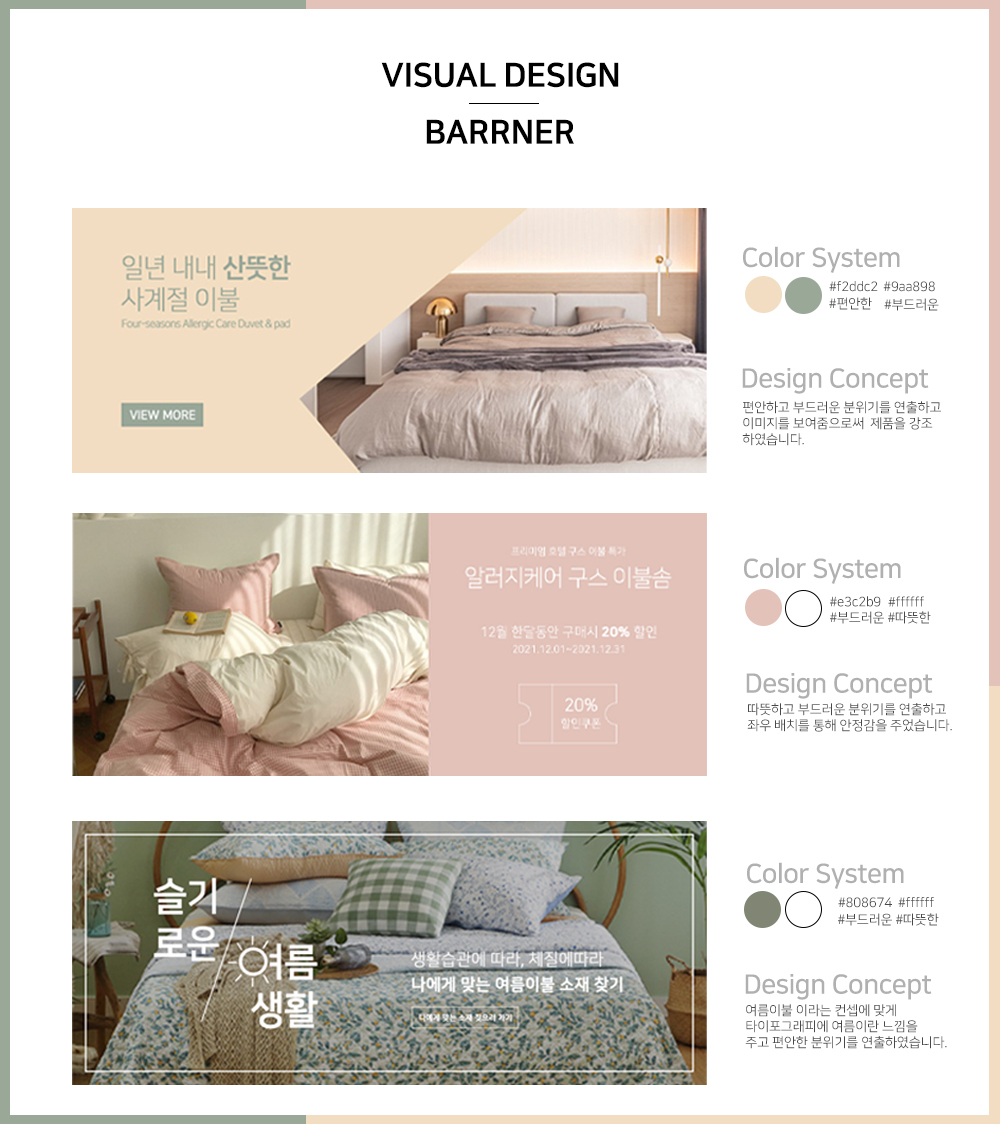 VISUAL DESIGN
BARRNER
일년 내내 산뜻한
사계절 이불
Four-seasons Allergic Care Duvet & pad
VIEW MORE
Color System
#f2ddc2 #9aa898
#편안한 #부드러운
Design Concept
편안하고 부드러운 분위기를 연출하고
이미지를 보여줌으로써 제품을 강조
하였습니다.
프리미엄 호텔 구스 이불 특가
알러지케어 구스 이불솜
12월 한달동안 구매시 20% 할인
2021.12.01~2021.12.31
20%
할인쿠폰
Color System
#e3c2b9 #ffffff
#부드러운 #따뜻한
Design Concept
따뜻하고 부드러운 분위기를 연출하고
좌우 배치를 통해 안정감을 주었습니다.
슬기
로운
여름
생활
생활습관에 따라, 체질에따라
나에게 맞는 여름이불 소재 찾기
나에게 맞는 소재 찾으러 가기
Color System
#808674 #ffffff
#부드러운 #따뜻한
Design Concept
여름이불 이라는 컨셉에 맞게
타이포그래피에 여름이란 느낌을
주고 편안한 분위기를 연출하였습니다.